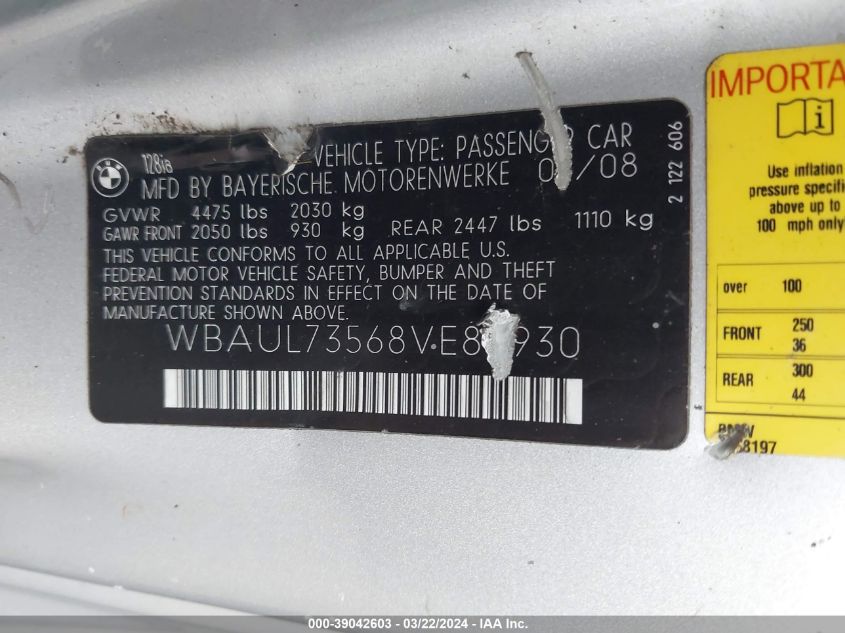 128i
VEHICLE TYPE: PASSENGER CAR
MFD BY BAYERISCHE MOTORENWERKE /08
GVWR 4475 lbs 2030 kg
GAWR FRONT 2050 lbs 930 kg REAR 2447 lbs 1110 kg
THIS VEHICLE CONFORMS TO ALL APPLICABLE U.S.
FEDERAL MOTOR VEHICLE SAFETY, BUMPER AND THEFT
PREVENTION STANDARDS IN EFFECT ON THE DATE OF
MANUFACTURE SHOWN ABOVE.
2 122 606
IMPORTA
Use inflation
pressure specifi
above up to
100 mph only
over 100
FRONT 250
36
REAR 300
44
BMW
8197
000-39042603 - 03/22/2024 - IAA Inc.